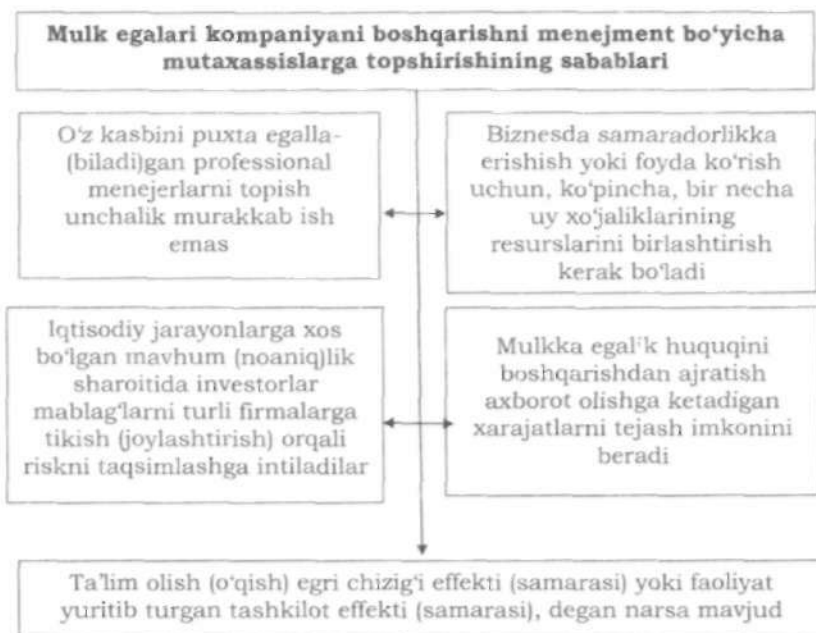 Mulk egalari kompaniyani boshqarishni menejment bo‘yicha
mutaxassislarga topshirishining sabablari
O‘z kasbini puxta egalla-
(biladi)gan professional
menejerlarni topish
unchalik murakkab ish
emas
Biznesda samaradorlikka
erishish yoki foyda ko‘rish
uchun, ko‘pincha, bir necha
uy xo‘jaliklarining
resurslarini birlashtirish
kerak bo‘ladi
Iqtisodiy jarayonlarga xos
bo‘lgan mavhum (noaniq)lik
sharoitida investorlar
mablag‘larni turli firmalarga
tikish (joylashtirish) orqali
riskni taqsimlashga intiladilar
Mulkka egalik huquqini
boshqarishdan ajratish
axborot olishga ketadigan
xarajatlarni tejash imkonini
beradi
Ta’lim olish (o‘qish) egri chizig‘i effekti (samarasi) yoki faoliyat
yuritib turgan tashkilot effekti (samarasi), degan narsa mavjud